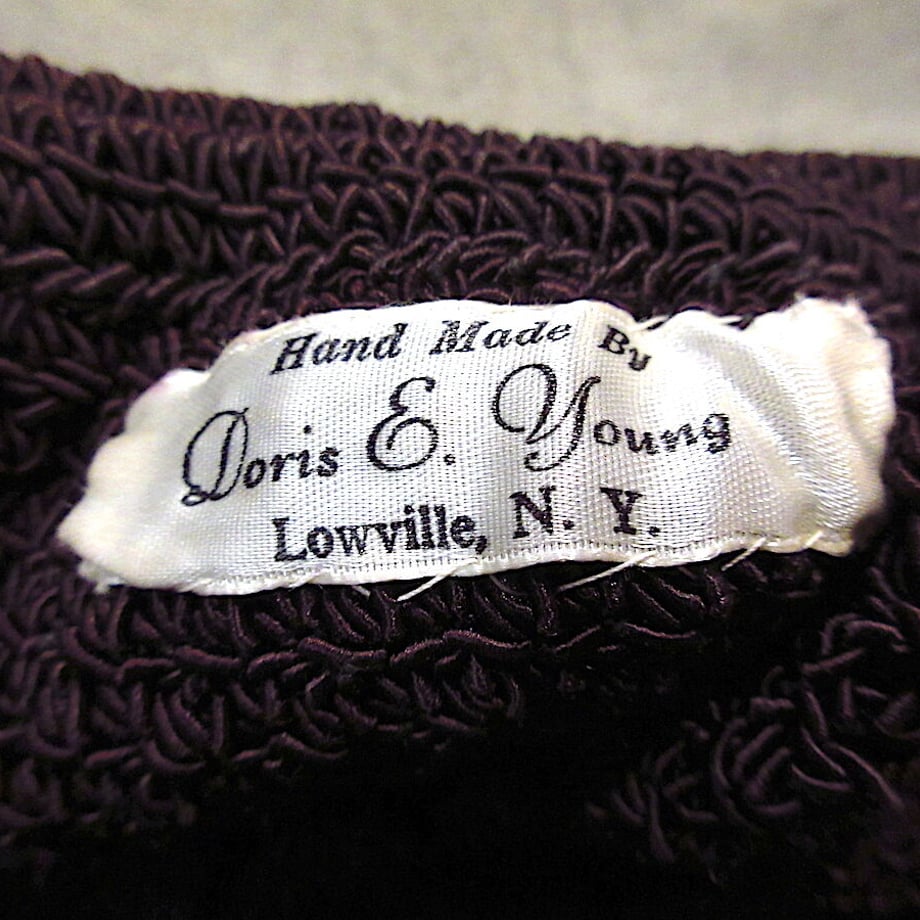 Hand Made By
Doris E. Young
Lowville, N. Y.